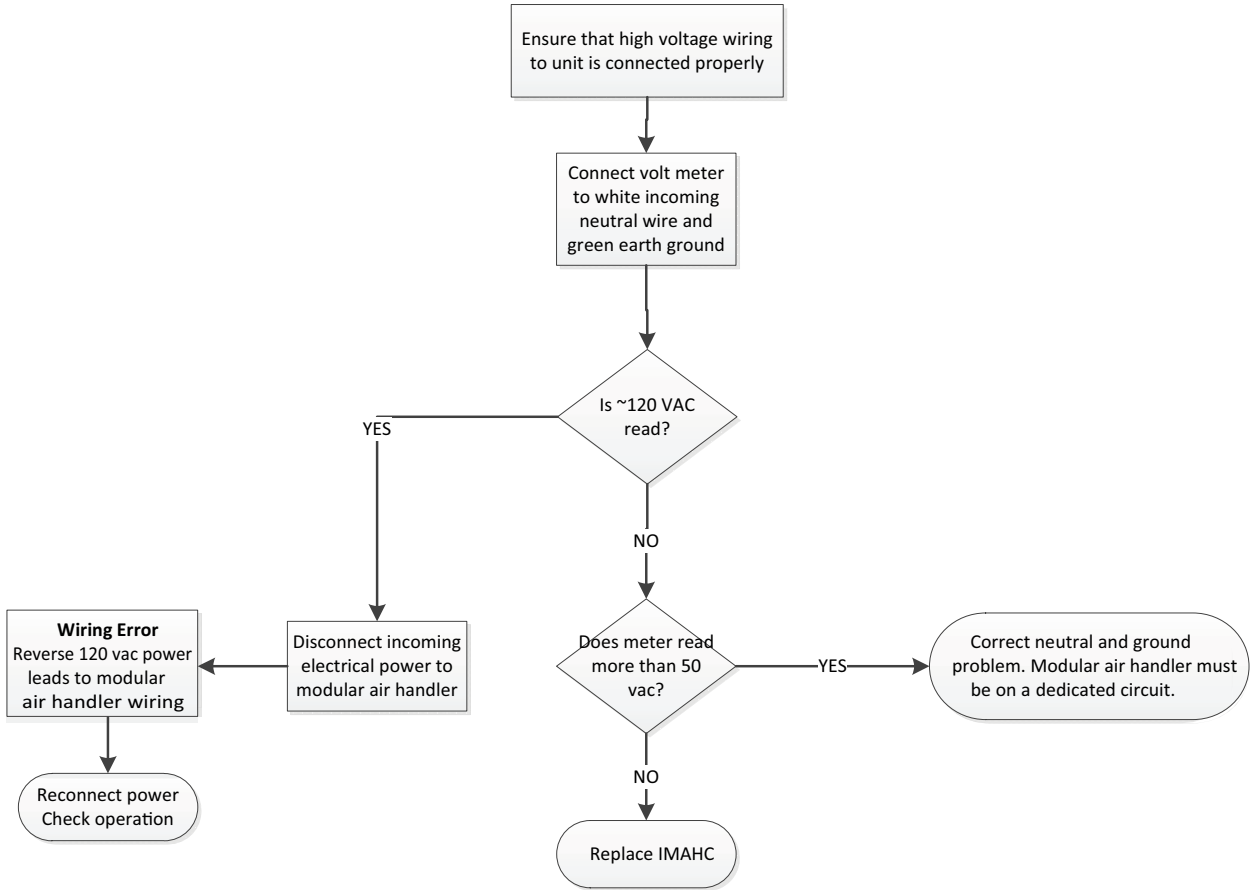 Ensure that high voltage wiring
to unit is connected properly
Connect volt meter
to white incoming
neutral wire and
green earth ground
Is ~120 VAC
read?
YES
NO
Wiring Error
Reverse 120 vac power
leads to modular
air handler wiring
Disconnect incoming
electrical power to
modular air handler
Does meter read
more than 50
vac?
YES
Correct neutral and ground
problem. Modular air handler must
be on a dedicated circuit.
NO
Reconnect power
Check operation
Replace IMAHC